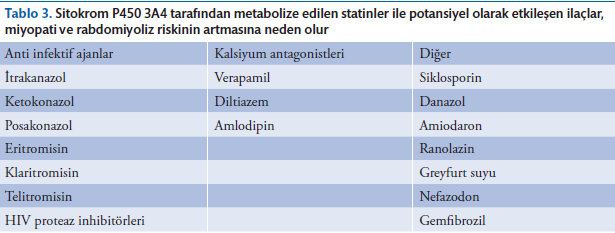 Tablo 3. Sitokrom P450 3A4 tarafından metabolize edilen statinler ile potansiyel olarak etkileşen ilaçlar,
miyopati ve rabdomiyoliz riskinin artmasına neden olur
Anti infektif ajanlar Kalsiyum antagonistleri Diğer
İtrakanazol Verapamil Siklosporin
Ketokonazol Diltiazem Danazol
Posakonazol Amlodipin Amiodaron
Eritromisin Ranolazin
Klaritromisin Greyfurt suyu
Telitromisin Nefazodon
HIV proteaz inhibitörleri Gemfibrozil